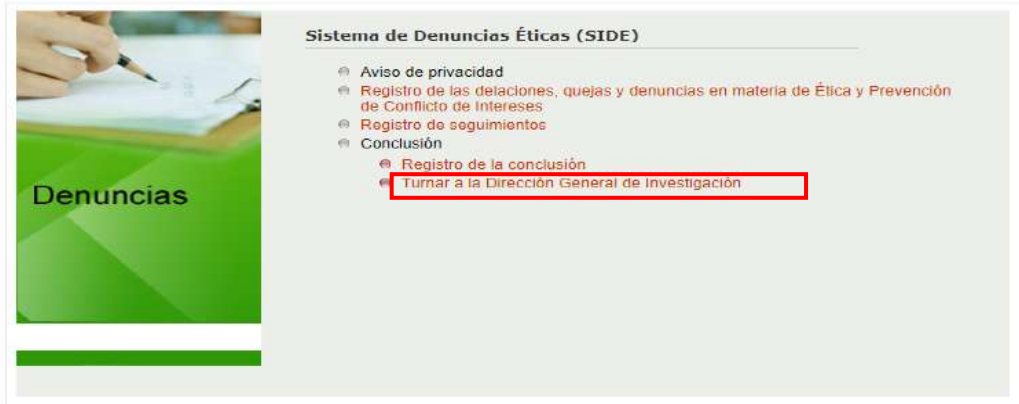 Sistema de Denuncias Éticas (SIDE)
Aviso de privacidad
Registro de las delaciones, quejas y denuncias en materia de Ética y Prevención
de Conflicto de Intereses
Registro de seguimientos
Conclusión
Registro de la conclusión
Turnar a la Dirección General de Investigación
Denuncias